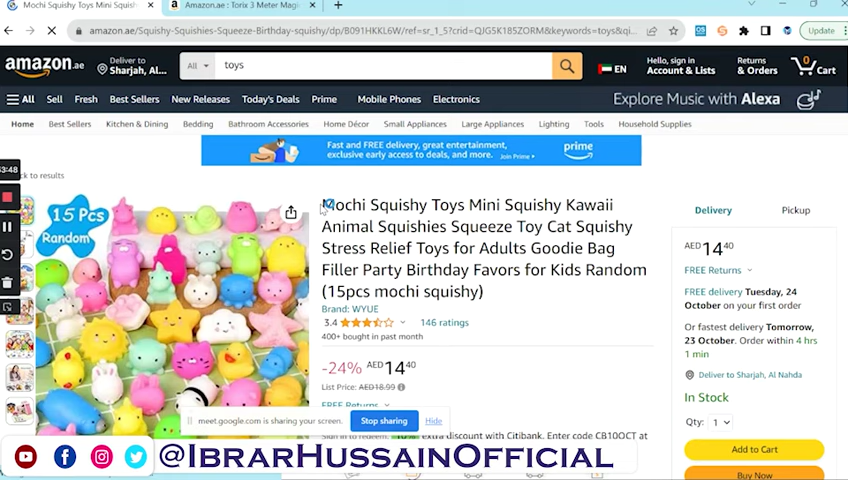 Mochi Squishy Toys Mini Squishy
Amazon.ae : Torix 3 Meter Magi
amazon.ae/Squishy-Squishies-Squeeze-Birthday-squishy/dp/B091HKKL6W/ref=sr_1_5?crid=QJG5K185ZORM&keywords=toys&qi...
Update
amazon.ae
Deliver to
Sharjah, Al...
All
toys
EN
Hello, sign in
Account & Lists
Returns
& Orders
0
Cart
All Sell Fresh Best Sellers New Releases Today's Deals Prime Mobile Phones Electronics
Explore Music with Alexa
Home Best Sellers Kitchen & Dining Bedding Bathroom Accessories Home Décor Small Appliances Large Appliances Lighting Tools Household Supplies
Fast and FREE delivery, great entertainment,
exclusive early access to deals, and more. Join Prime
prime
53:48
ck to results
15 Pcs
Random
Mochi Squishy Toys Mini Squishy Kawaii
Animal Squishies Squeeze Toy Cat Squishy
Stress Relief Toys for Adults Goodie Bag
Filler Party Birthday Favors for Kids Random
(15pcs mochi squishy)
Brand: WYUE
3.4
146 ratings
400+ bought in past month
-24% AED 14 40
List Price: AED18.99
FREE Returns
extra discount with Citibank. Enter code CB10OCT at
Delivery
Pickup
AED 14 40
FREE Returns
FREE delivery Tuesday, 24
October on your first order
Or fastest delivery Tomorrow,
23 October. Order within 4 hrs
1 min
Deliver to Sharjah, Al Nahda
In Stock
Qty: 1
Add to Cart
Buy Now
meet.google.com is sharing your screen.
Stop sharing
Hide
@IbrarHussainOfficial